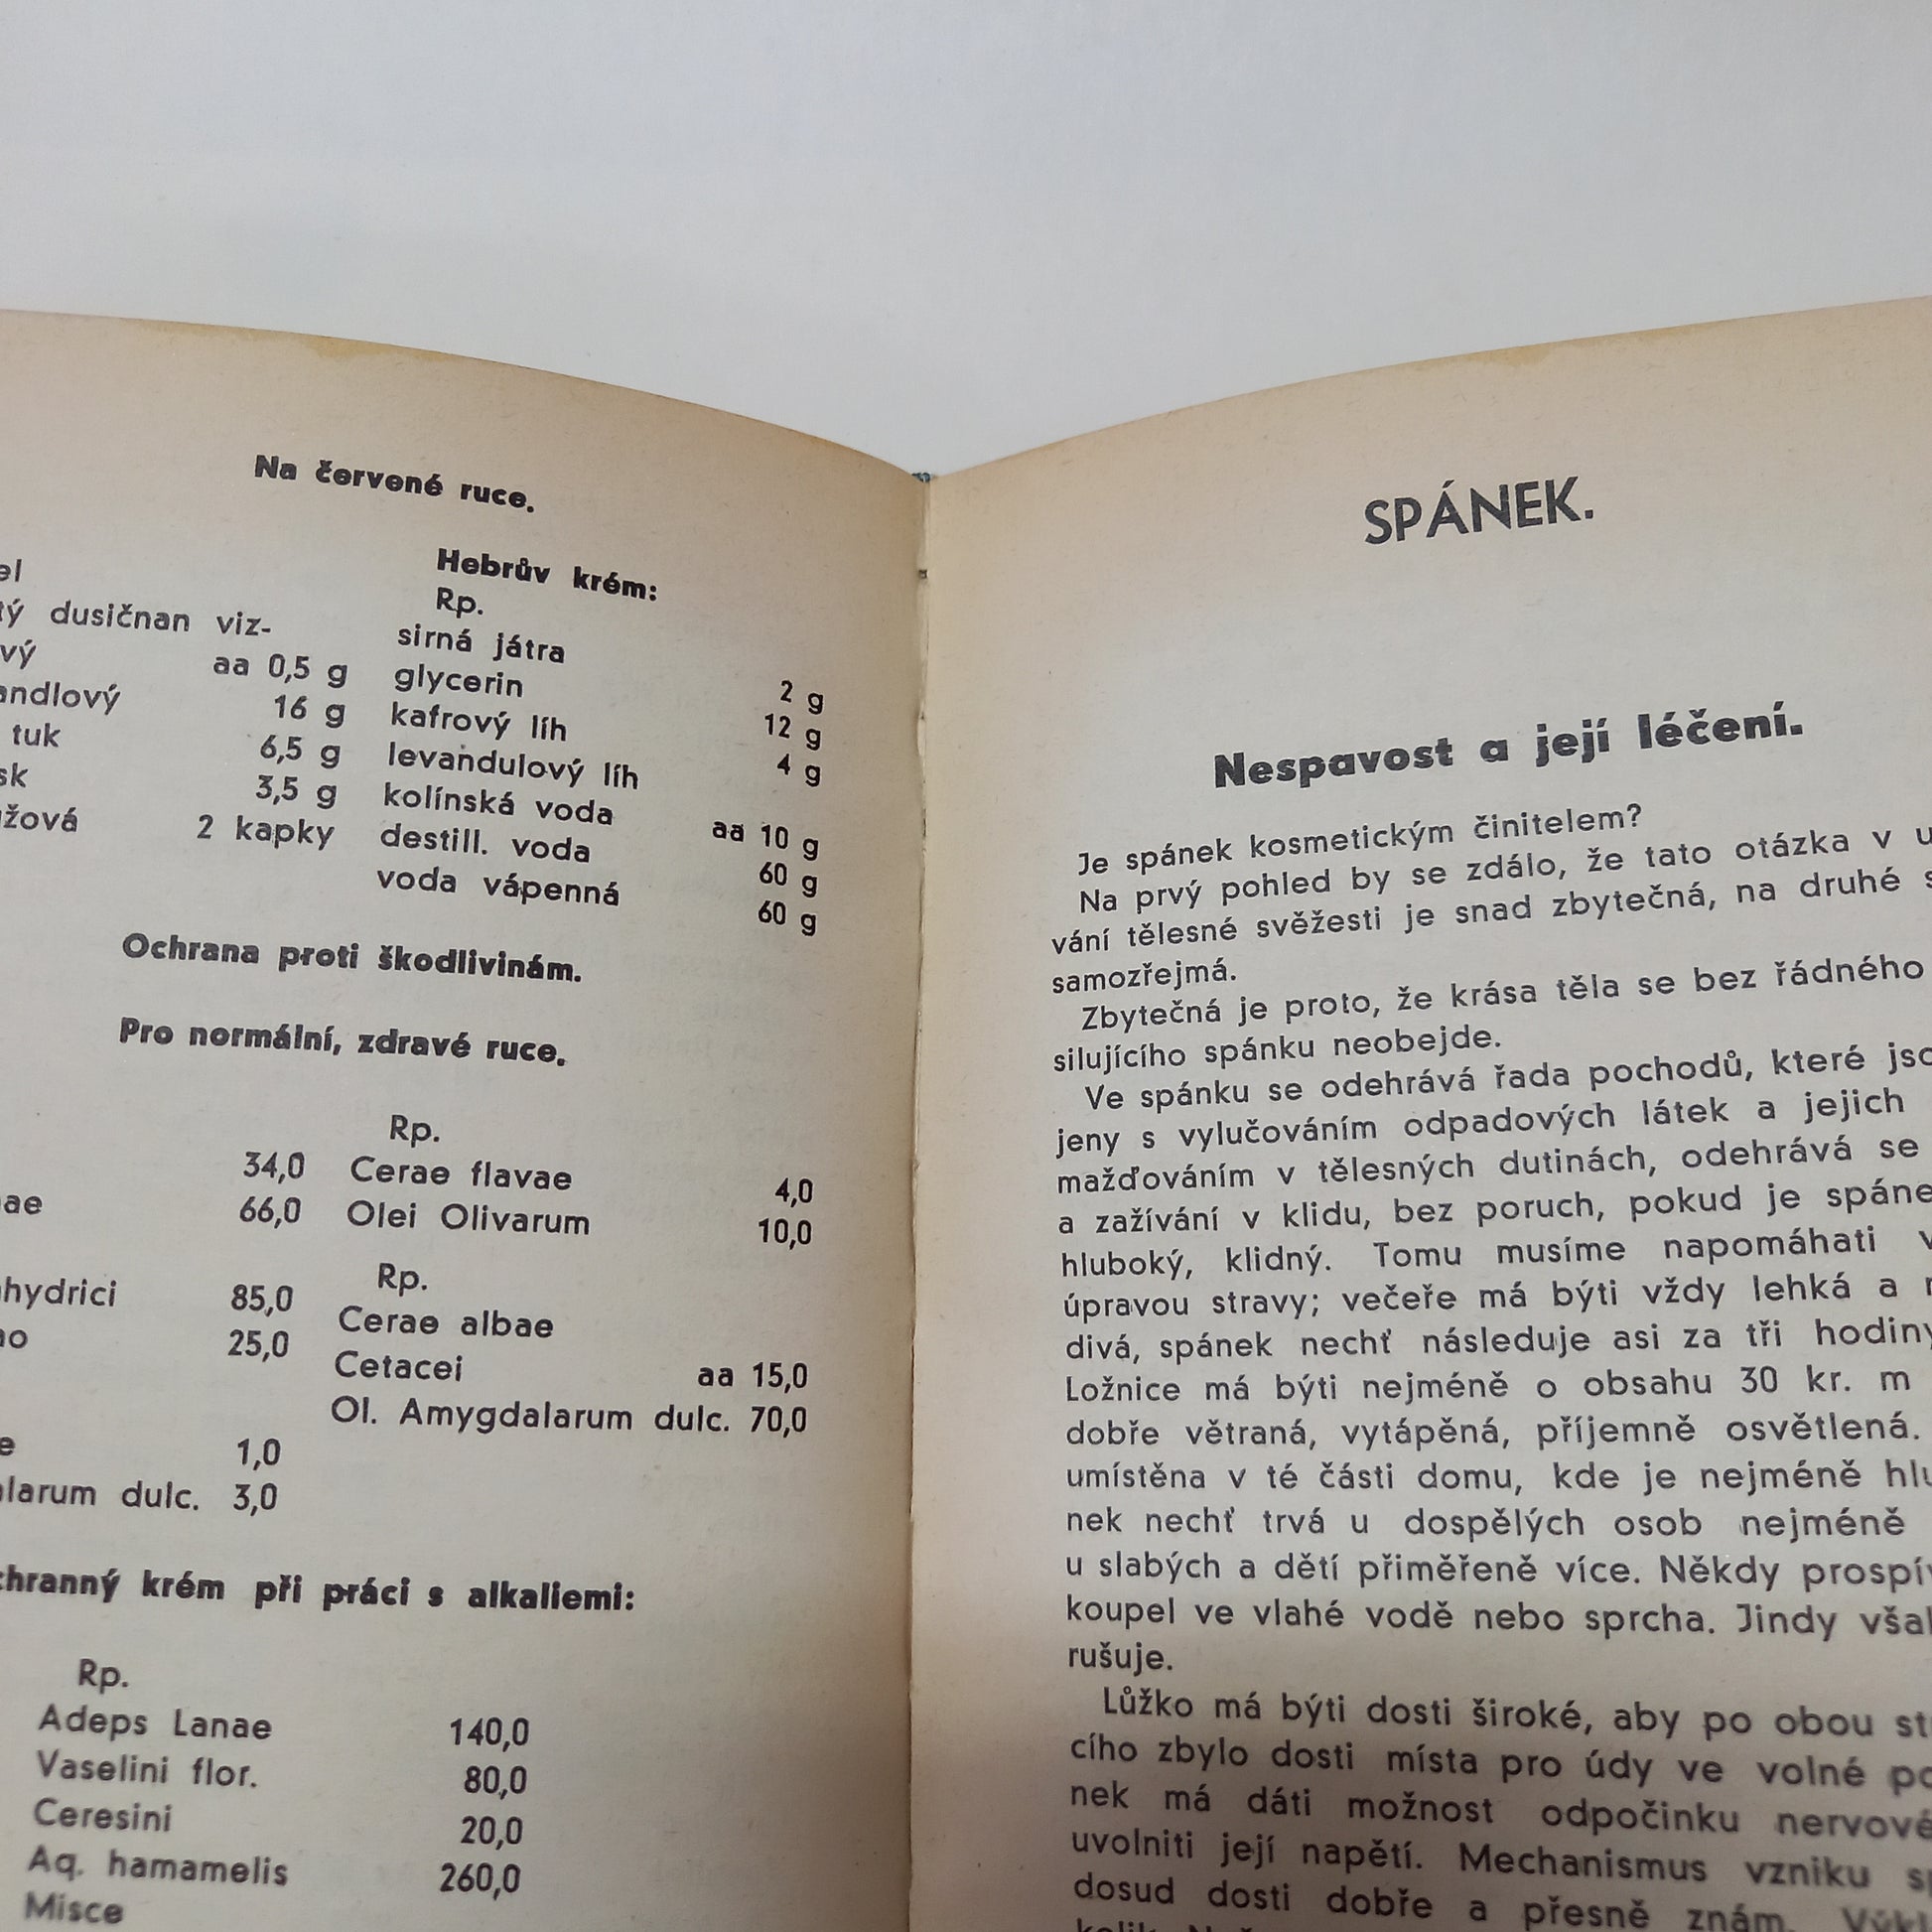 Na červené ruce.
dusičnan viz-
aa 0,5 g
16 g
tuk 6,5 g
3,5 g
2 kapky
Hebrův krém:
Rp.
sirná játra 2 g
glycerin 12 g
kafrový líh 4 g
levandulový líh
kolínská voda aa 10 g
destill. voda 60 g
voda vápenná 60 g
Ochrana proti škodlivinám.
Pro normální, zdravé ruce.
34,0
66,0
85,0
25,0
1,0
dulc. 3,0
Rp.
Cerae flavae 4,0
Olei Olivarum 10,0
Rp.
Cerae albae
Cetacei aa 15,0
Ol. Amygdalarum dulc. 70,0
krém při práci s alkaliemi:
Rp.
Adeps Lanae 140,0
Vaselini flor. 80,0
Ceresini 20,0
Aq. hamamelis 260,0
Misce
SPÁNEK.
Nespavost a její léčení.
Je spánek kosmetickým činitelem?
Na prvý pohled by se zdálo, že tato otázka v
vání tělesné svěžesti je snad zbytečná, na druhé
samozřejmá.
Zbytečná je proto, že krása těla se bez řádného
silujícího spánku neobejde.
Ve spánku se odehrává řada pochodů, které
jeny s vylučováním odpadových látek a jejich
mažďováním v tělesných dutinách, odehrává se
a zažívání v klidu, bez poruch, pokud je
hluboký, klidný. Tomu musíme napomáhati
úpravou stravy; večeře má býti vždy lehká a
divá, spánek nechť následuje asi za tři hodiny
Ložnice má býti nejméně o obsahu 30 kr. m
dobře větraná, vytápěná, příjemně osvětlená.
umístěna v té části domu, kde je nejméně
nek nechť trvá u dospělých osob nejméně
u slabých a dětí přiměřeně více. Někdy
koupel ve vlahé vodě nebo sprcha. Jindy
rušuje.
Lůžko má býti dosti široké, aby po obou
cího zbylo dosti místa pro údy ve volné
nek má dáti možnost odpočinku
uvolniti její napětí. Mechanismus vzniku
dosud dosti dobře a přesně znám.